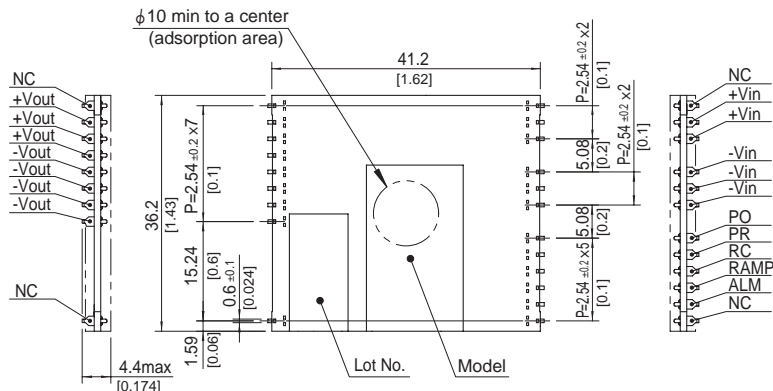 ϕ10 min to a center
(adsorption area)
41.2
[1.62]
NC
+Vout
+Vout
+Vout
-Vout
-Vout
-Vout
-Vout
NC
4.4max
[0.174]
36.2
[1.43]
P=2.54 ±0.2 x7
[0.1]
15.24
[0.6]
0.6 ±0.1
[0.024]
1.59
[0.06]
Lot No.
Model
P=2.54 ±0.2 x2
[0.1]
5.08
[0.2]
P=2.54 ±0.2 x2
[0.1]
5.08
[0.2]
P=2.54 ±0.2 x5
[0.1]
NC
+Vin
+Vin
-Vin
-Vin
-Vin
PO
PR
RC
RAMP
ALM
NC